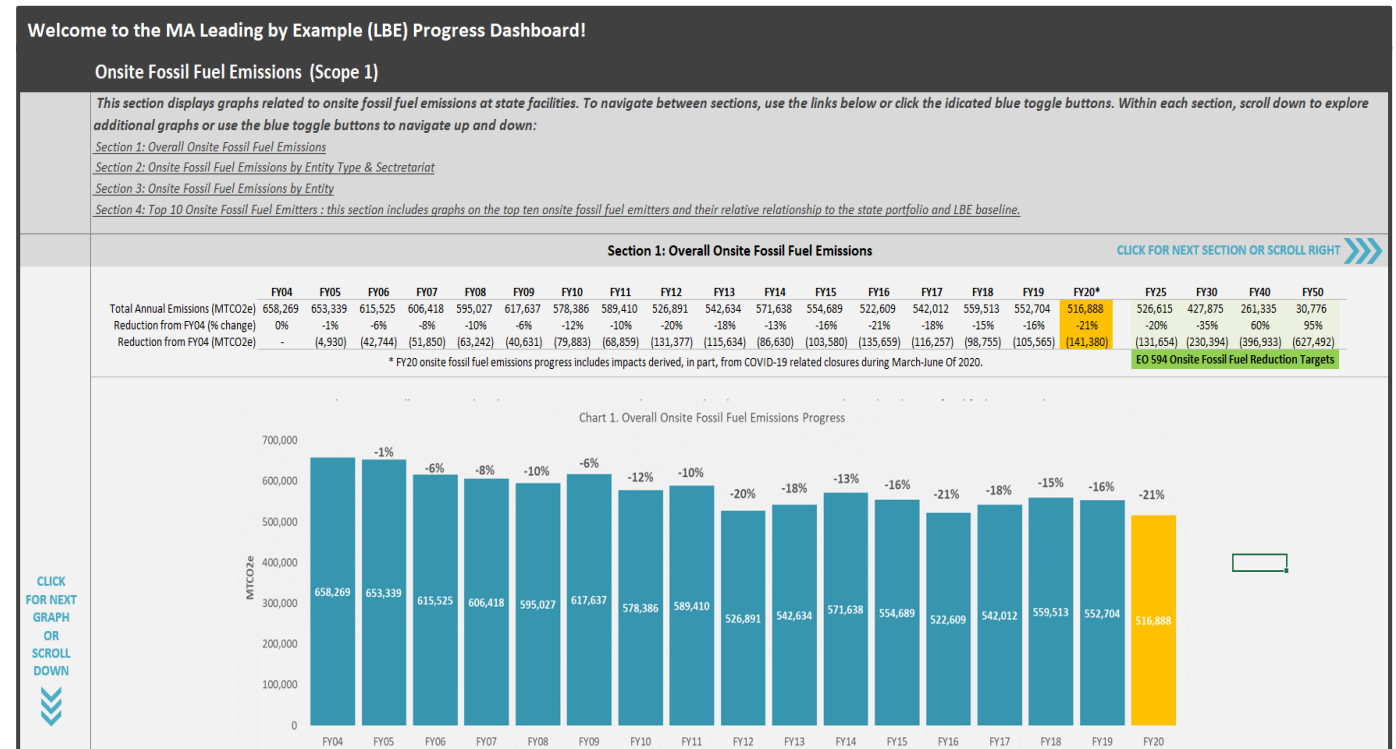 Welcome to the MA Leading by Example (LBE) Progress Dashboard!
Onsite Fossil Fuel Emissions (Scope 1)
This section displays graphs related to onsite fossil fuel emissions at state facilities. To navigate between sections, use the links below or click the idicated blue toggle buttons. Within each section, scroll down to explore
additional graphs or use the blue toggle buttons to navigate up and down:
Section 1: Overall Onsite Fossil Fuel Emissions
Section 2: Onsite Fossil Fuel Emissions by Entity Type & Sectretariat
Section 3: Onsite Fossil Fuel Emissions by Entity
Section 4: Top 10 Onsite Fossil Fuel Emitters : this section includes graphs on the top ten onsite fossil fuel emitters and their relative relationship to the state portfolio and LBE baseline.
Section 1: Overall Onsite Fossil Fuel Emissions CLICK FOR NEXT SECTION OR SCROLL RIGHT
FY04 FY05 FY06 FY07 FY08 FY09 FY10 FY11 FY12 FY13 FY14 FY15 FY16 FY17 FY18 FY19 FY20* FY25 FY30 FY40 FY50
Total Annual Emissions (MTCO2e) 658,269 653,339 615,525 606,418 595,027 617,637 578,386 589,410 526,891 542,634 571,638 554,689 522,609 542,012 559,513 552,704 516,888 526,615 427,875 261,335 30,776
Reduction from FY04 (% change) 0% -1% -6% -8% -10% -6% -12% -10% -20% -18% -13% -16% -21% -18% -15% -16% -21% -20% -35% 60% 95%
Reduction from FY04 (MTCO2e) - (4,930) (42,744) (51,850) (63,242) (40,631) (79,883) (68,859) (131,377) (115,634) (86,630) (103,580) (135,659) (116,257) (98,755) (105,565) (141,380) (131,654) (230,394) (396,933) (627,492)
* FY20 onsite fossil fuel emissions progress includes impacts derived, in part, from COVID-19 related closures during March-June Of 2020. EO 594 Onsite Fossil Fuel Reduction Targets
Chart 1. Overall Onsite Fossil Fuel Emissions Progress
700,000
600,000
500,000
400,000
300,000
200,000
100,000
0
MTCO2e
-1% -6% -8% -10% -6% -12% -10% -20% -18% -13% -16% -21% -18% -15% -16% -21%
658,269 653,339 615,525 606,418 595,027 617,637 578,386 589,410 526,891 542,634 571,638 554,689 522,609 542,012 559,513 552,704 516,888
FY04 FY05 FY06 FY07 FY08 FY09 FY10 FY11 FY12 FY13 FY14 FY15 FY16 FY17 FY18 FY19 FY20
CLICK
FOR NEXT
GRAPH
OR
SCROLL
DOWN